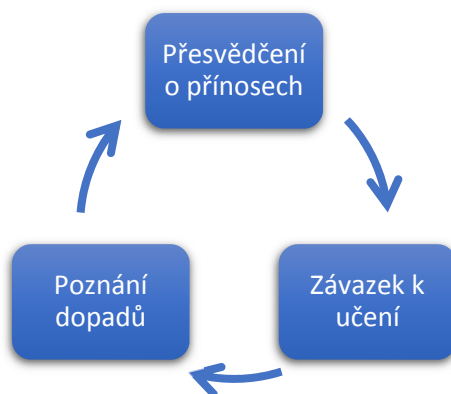 Přesvědčení
o přínosech
Poznání
dopadů
Závazek k
učení